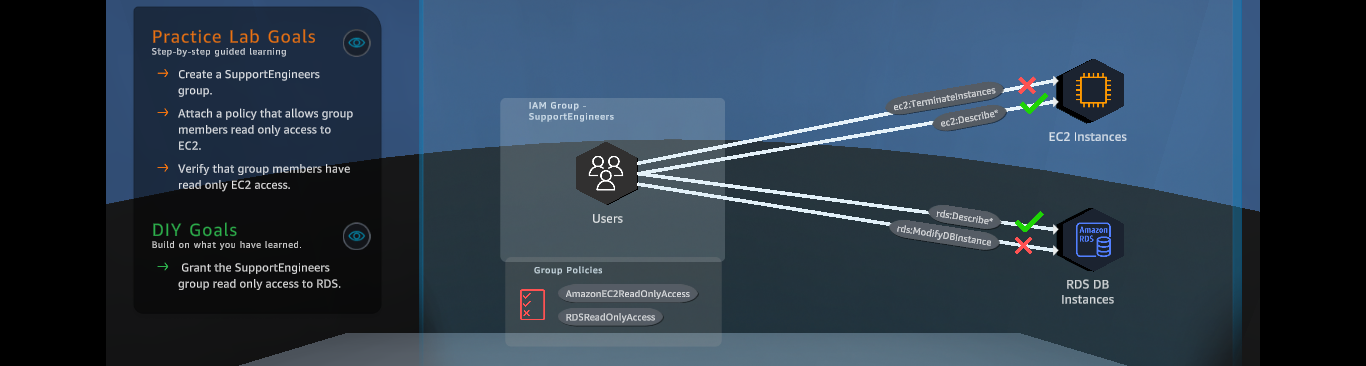 Practice Lab Goals
Step-by-step guided learning
Create a SupportEngineers
group.
Attach a policy that allows group
members read only access to
EC2.
Verify that group members have
read only EC2 access.
DIY Goals
Build on what you have learned.
Grant the SupportEngineers
group read only access to RDS.
IAM Group -
SupportEngineers
Users
Group Policies
AmazonEC2ReadOnlyAccess
RDSReadOnlyAccess
ec2:TerminateInstances
ec2:Describe*
EC2 Instances
rds:Describe*
rds:ModifyDBInstance
Amazon
RDS
RDS DB
Instances